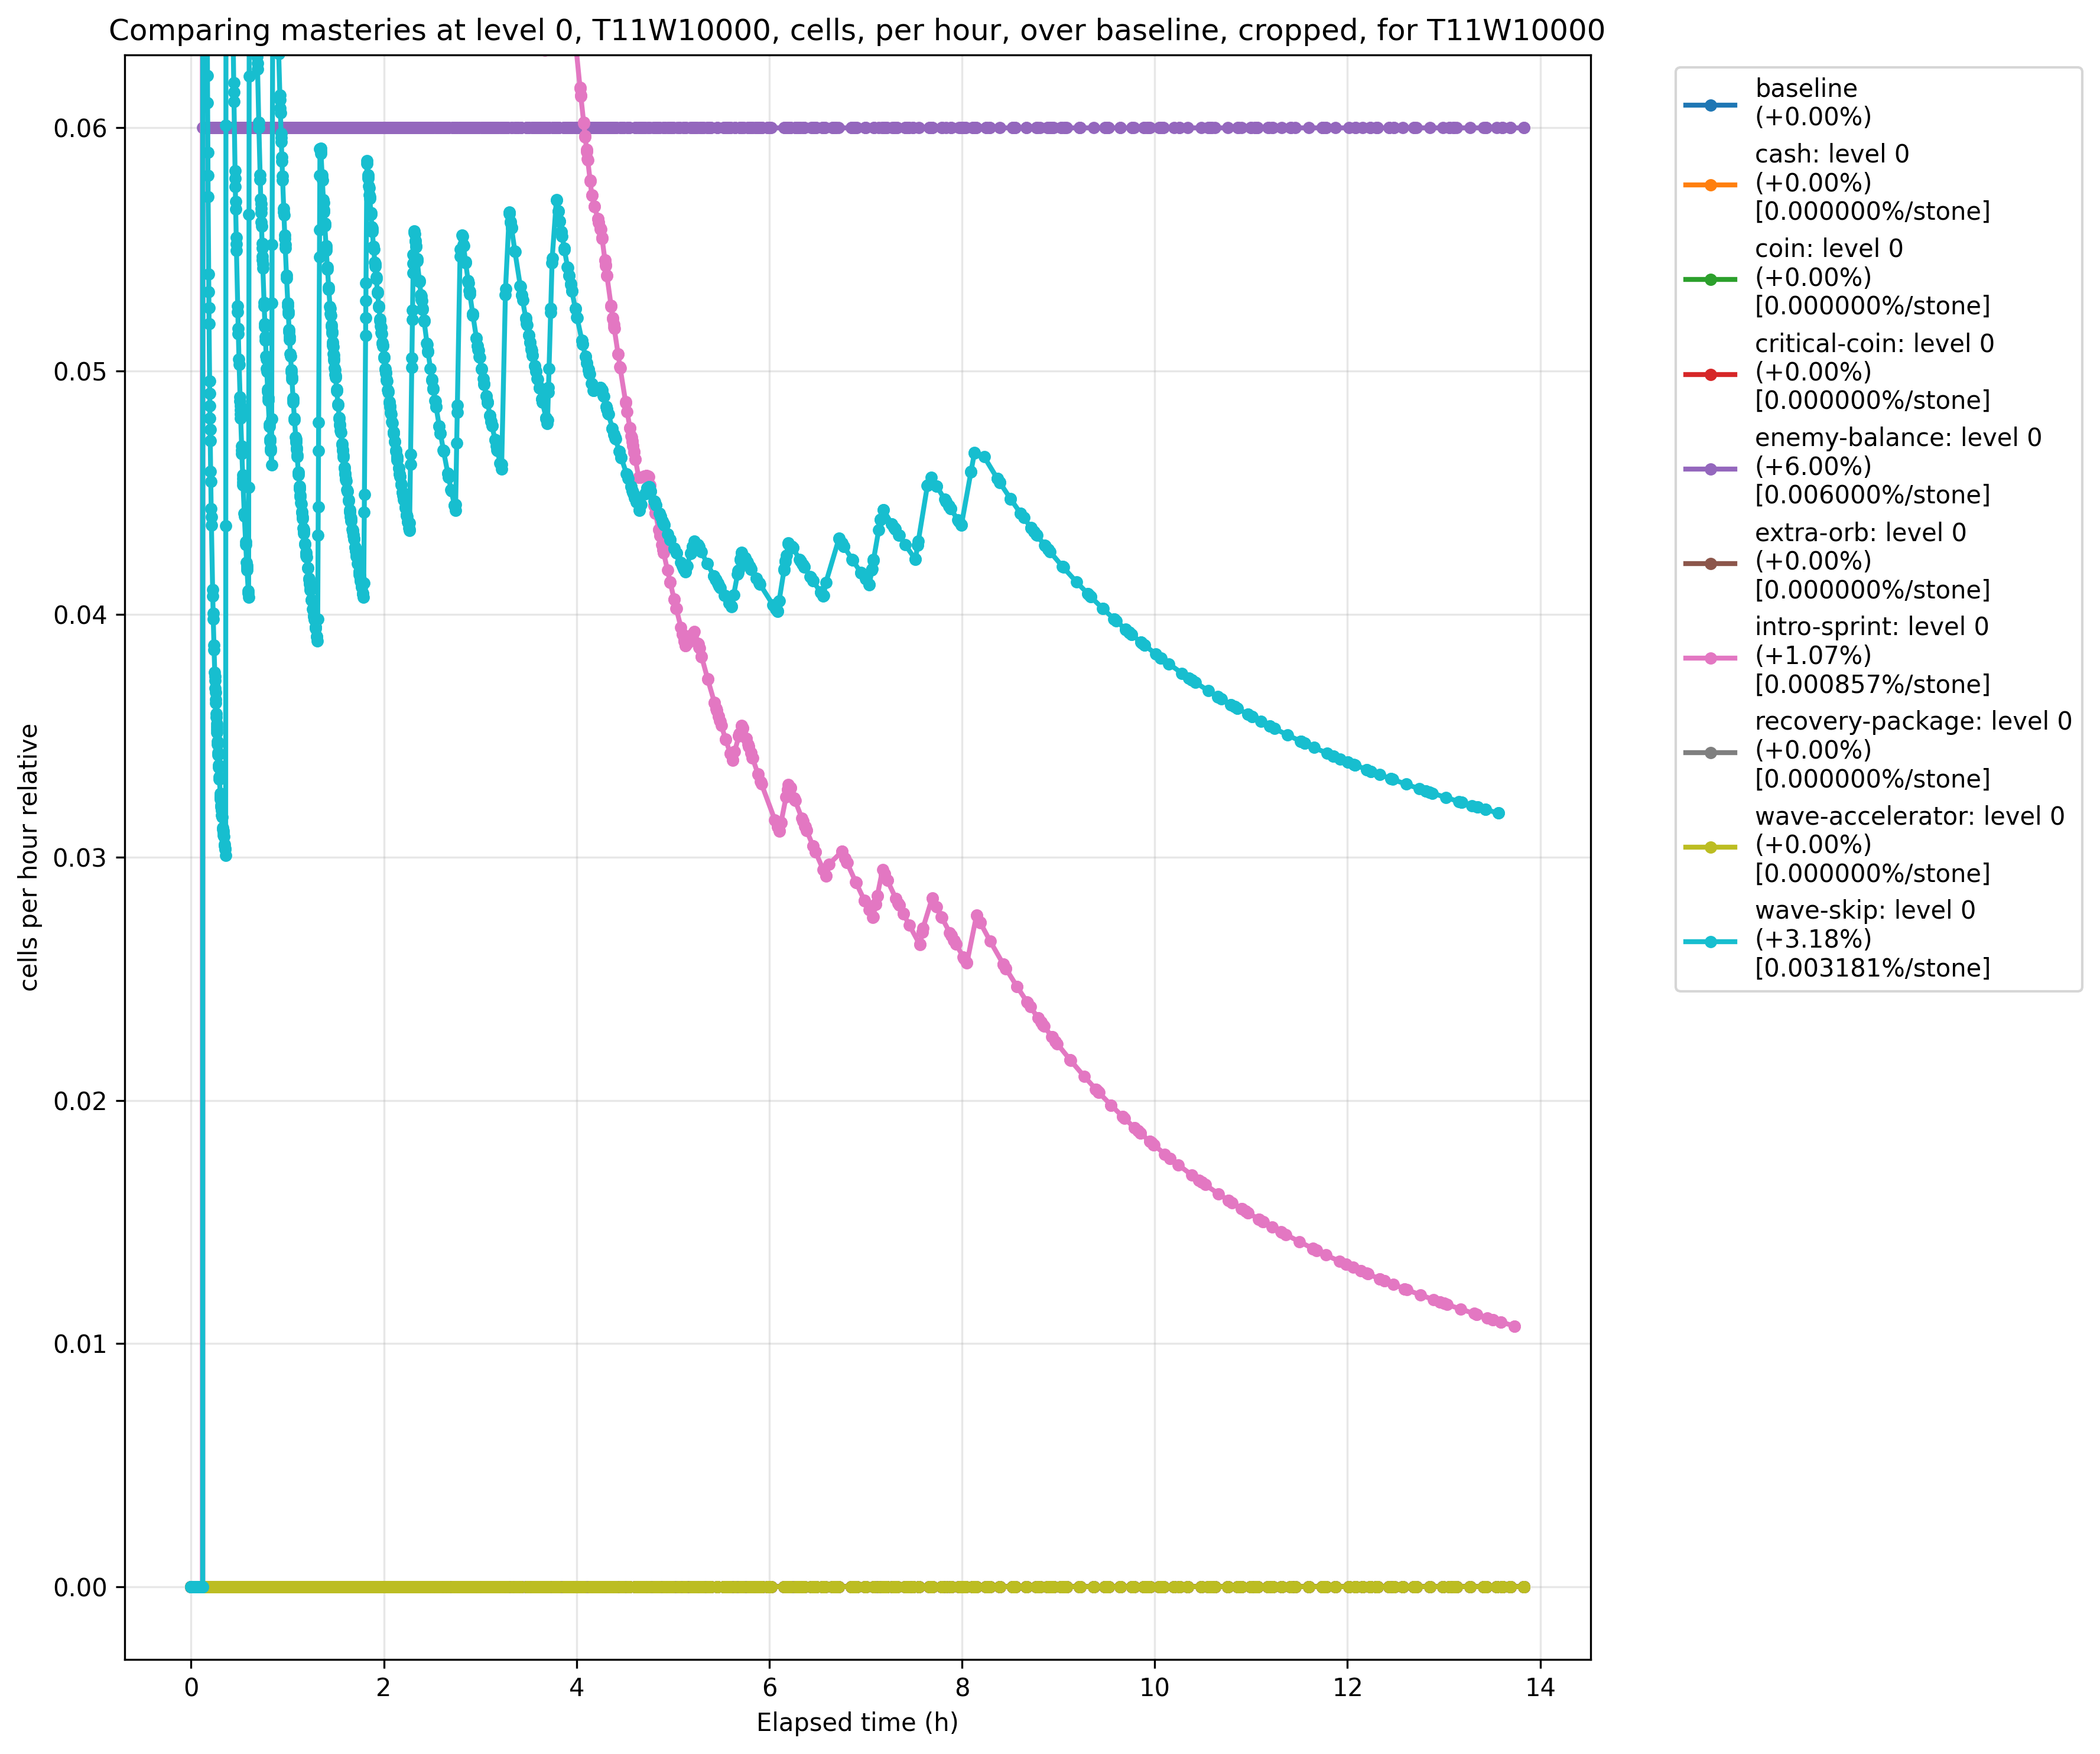 Comparing masteries at level 0, T11W10000, cells, per hour, over baseline, cropped, for T11W10000
cells per hour relative
0.06
0.05
0.04
0.03
0.02
0.01
0.00
0
2
4
6
8
10
12
14
Elapsed time (h)
baseline
(+0.00%)
cash: level 0
(+0.00%)
[0.000000%/stone]
coin: level 0
(+0.00%)
[0.000000%/stone]
critical-coin: level 0
(+0.00%)
[0.000000%/stone]
enemy-balance: level 0
(+6.00%)
[0.006000%/stone]
extra-orb: level 0
(+0.00%)
[0.000000%/stone]
intro-sprint: level 0
(+1.07%)
[0.000857%/stone]
recovery-package: level 0
(+0.00%)
[0.000000%/stone]
wave-accelerator: level 0
(+0.00%)
[0.000000%/stone]
wave-skip: level 0
(+3.18%)
[0.003181%/stone]